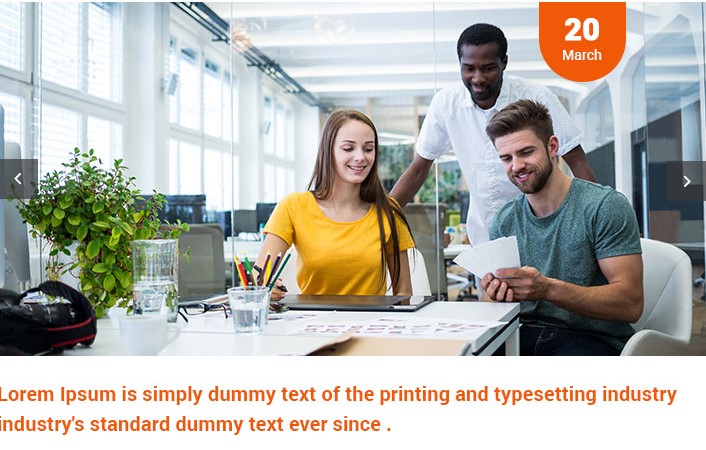 20
March
Lorem Ipsum is simply dummy text of the printing and typesetting industry
industry's standard dummy text ever since .